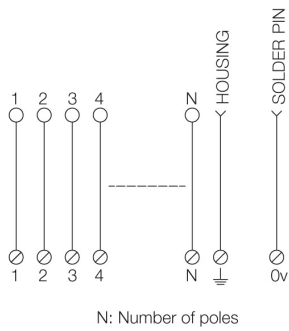 HOUSING
SOLDER PIN
1 2 3 4 N
1 2 3 4 N 0v
N: Number of poles